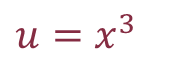 u = x³